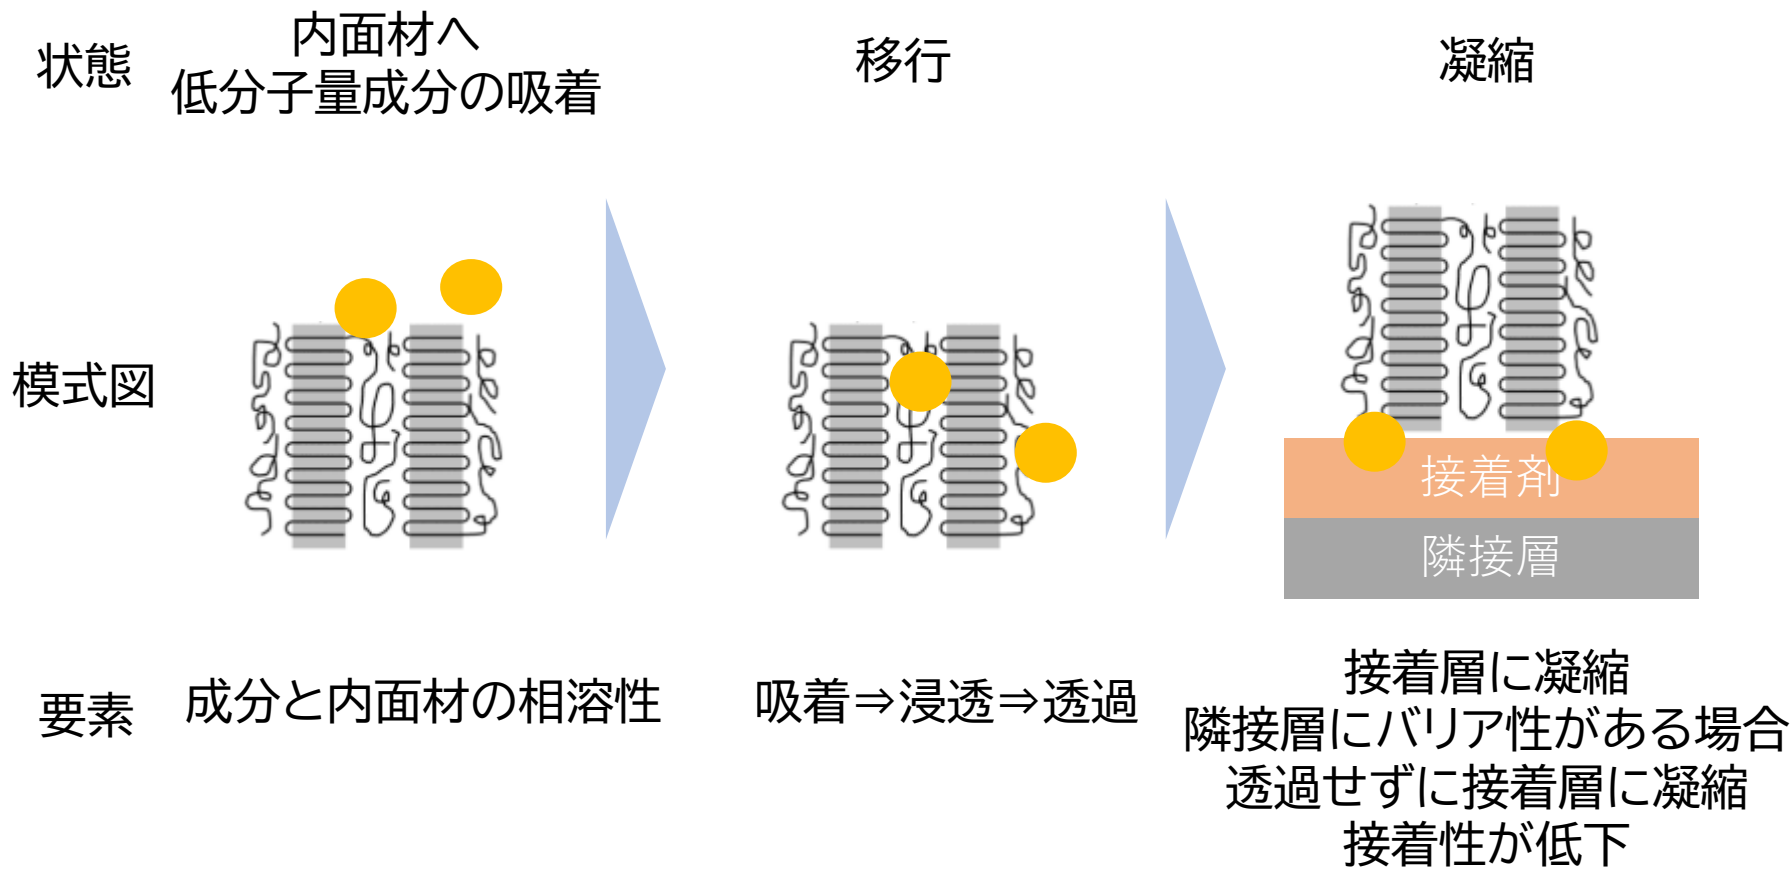 状態
内面材へ
低分子量成分の吸着
移行
凝縮
模式図
接着剤
隣接層
要素
成分と内面材の相溶性
吸着⇒浸透⇒透過
接着層に凝縮
隣接層にバリア性がある場合
透過せずに接着層に凝縮
接着性が低下